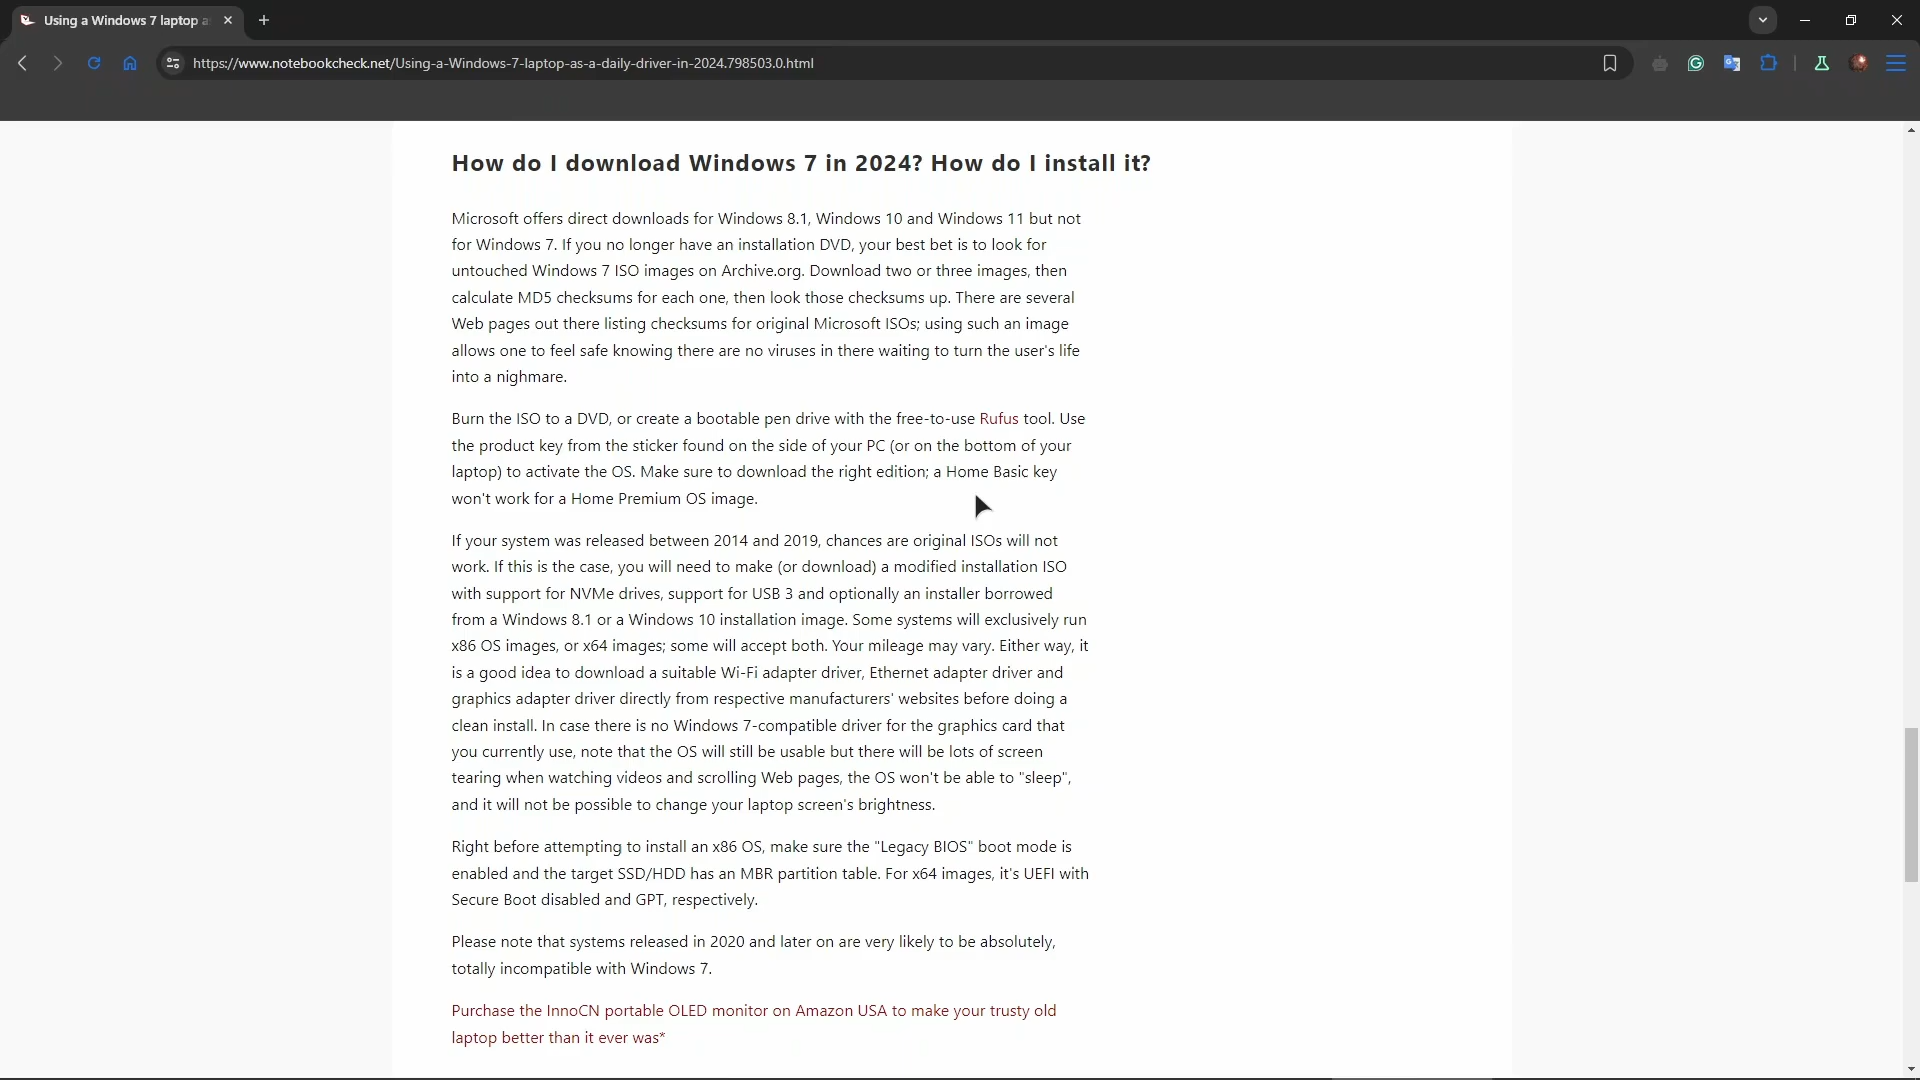 Using a Windows 7 laptop a
https://www.notebookcheck.net/Using-a-Windows-7-laptop-as-a-daily-driver-in-2024.798503.0.html
How do I download Windows 7 in 2024? How do I install it?
Microsoft offers direct downloads for Windows 8.1, Windows 10 and Windows 11 but not
for Windows 7. If you no longer have an installation DVD, your best bet is to look for
untouched Windows 7 ISO images on Archive.org. Download two or three images, then
calculate MD5 checksums for each one, then look those checksums up. There are several
Web pages out there listing checksums for original Microsoft ISOs; using such an image
allows one to feel safe knowing there are no viruses in there waiting to turn the user's life
into a nighmare.
Burn the ISO to a DVD, or create a bootable pen drive with the free-to-use Rufus tool. Use
the product key from the sticker found on the side of your PC (or on the bottom of your
laptop) to activate the OS. Make sure to download the right edition; a Home Basic key
won't work for a Home Premium OS image.
If your system was released between 2014 and 2019, chances are original ISOs will not
work. If this is the case, you will need to make (or download) a modified installation ISO
with support for NVMe drives, support for USB 3 and optionally an installer borrowed
from a Windows 8.1 or a Windows 10 installation image. Some systems will exclusively run
x86 OS images, or x64 images; some will accept both. Your mileage may vary. Either way, it
is a good idea to download a suitable Wi-Fi adapter driver, Ethernet adapter driver and
graphics adapter driver directly from respective manufacturers' websites before doing a
clean install. In case there is no Windows 7-compatible driver for the graphics card that
you currently use, note that the OS will still be usable but there will be lots of screen
tearing when watching videos and scrolling Web pages, the OS won't be able to "sleep",
and it will not be possible to change your laptop screen's brightness.
Right before attempting to install an x86 OS, make sure the "Legacy BIOS" boot mode is
enabled and the target SSD/HDD has an MBR partition table. For x64 images, it's UEFI with
Secure Boot disabled and GPT, respectively.
Please note that systems released in 2020 and later on are very likely to be absolutely,
totally incompatible with Windows 7.
Purchase the InnoCN portable OLED monitor on Amazon USA to make your trusty old
laptop better than it ever was*